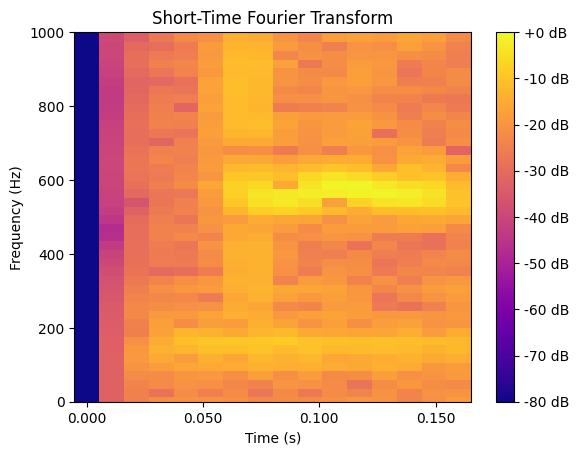 Short-Time Fourier Transform
Frequency (Hz)
1000
800
600
400
200
0
0.000
0.050
0.100
0.150
Time (s)
+0 dB
-10 dB
-20 dB
-30 dB
-40 dB
-50 dB
-60 dB
-70 dB
-80 dB